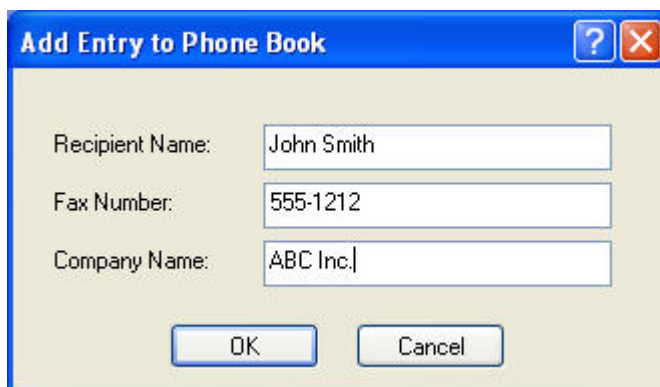 Add Entry to Phone Book ?
Recipient Name: John Smith
Fax Number: 555-1212
Company Name: ABC Inc.
OK Cancel